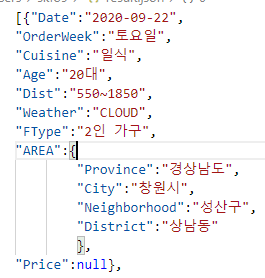 [{"Date":"2020-09-22",
"OrderWeek":"토요일",
"Cuisine":"일식",
"Age":"20대",
"Dist":"550~1850",
"Weather":"CLOUD",
"FType":"2인 가구",
"AREA":{
"Province":"경상남도",
"City":"창원시",
"Neighborhood":"성산구",
"District":"상남동"
},
"Price":null},